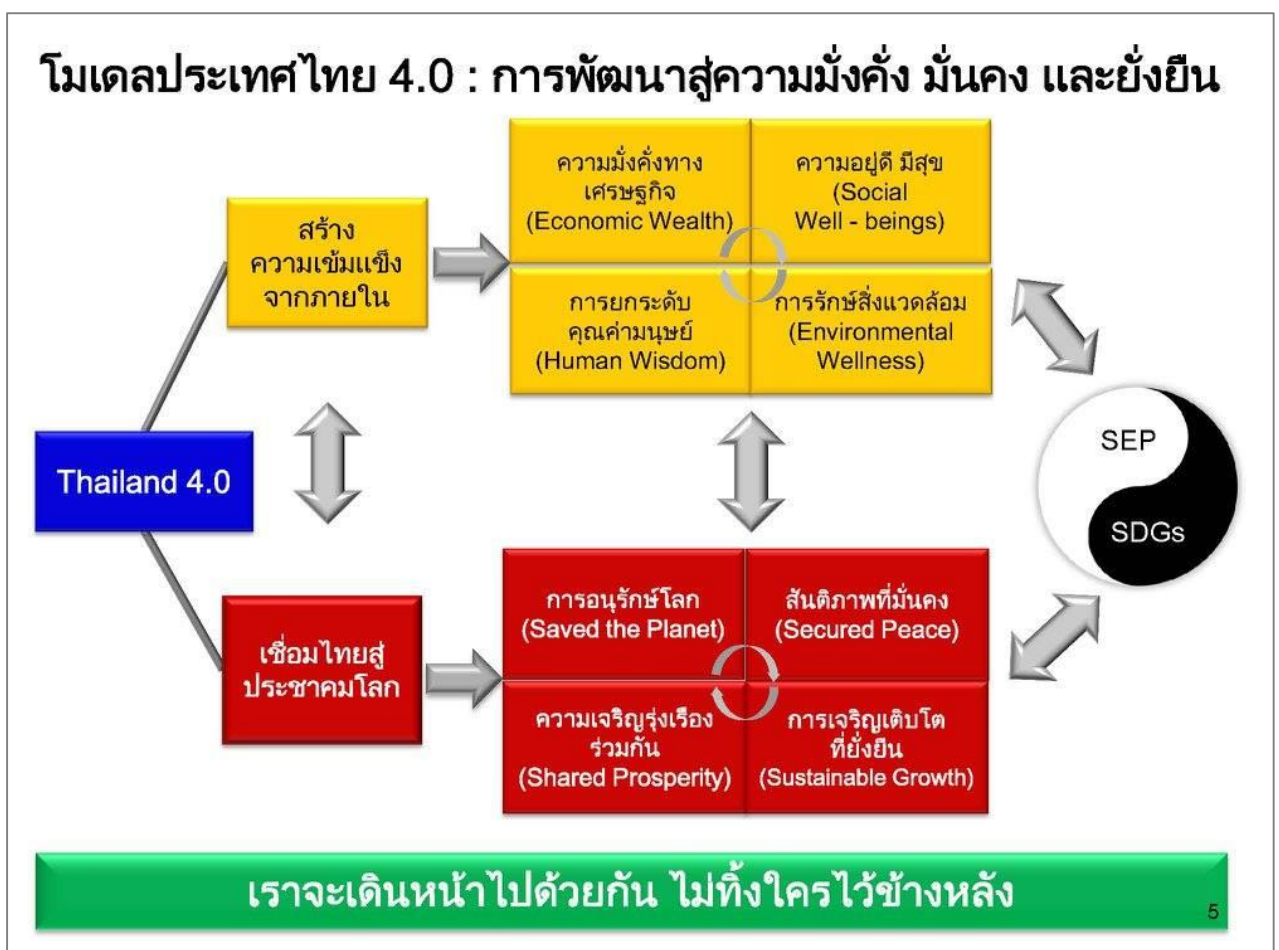 โมเดลประเทศไทย 4.0 : การพัฒนาสู่ความมั่งคั่ง มั่นคง และยั่งยืน
สร้าง
ความเข้มแข็ง
จากภายใน
ความมั่งคั่งทาง
เศรษฐกิจ
(Economic Wealth)
ความอยู่ดี มีสุข
(Social
Well - beings)
การยกระดับ
คุณค่ามนุษย์
(Human Wisdom)
การรักษ์สิ่งแวดล้อม
(Environmental
Wellness)
Thailand 4.0
SEP
SDGs
เชื่อมไทยสู่
ประชาคมโลก
การอนุรักษ์โลก
(Saved the Planet)
สันติภาพที่มั่นคง
(Secured Peace)
ความเจริญรุ่งเรือง
ร่วมกัน
(Shared Prosperity)
การเจริญเติบโต
ที่ยั่งยืน
(Sustainable Growth)
เราจะเดินหน้าไปด้วยกัน ไม่ทิ้งใครไว้ข้างหลัง
5